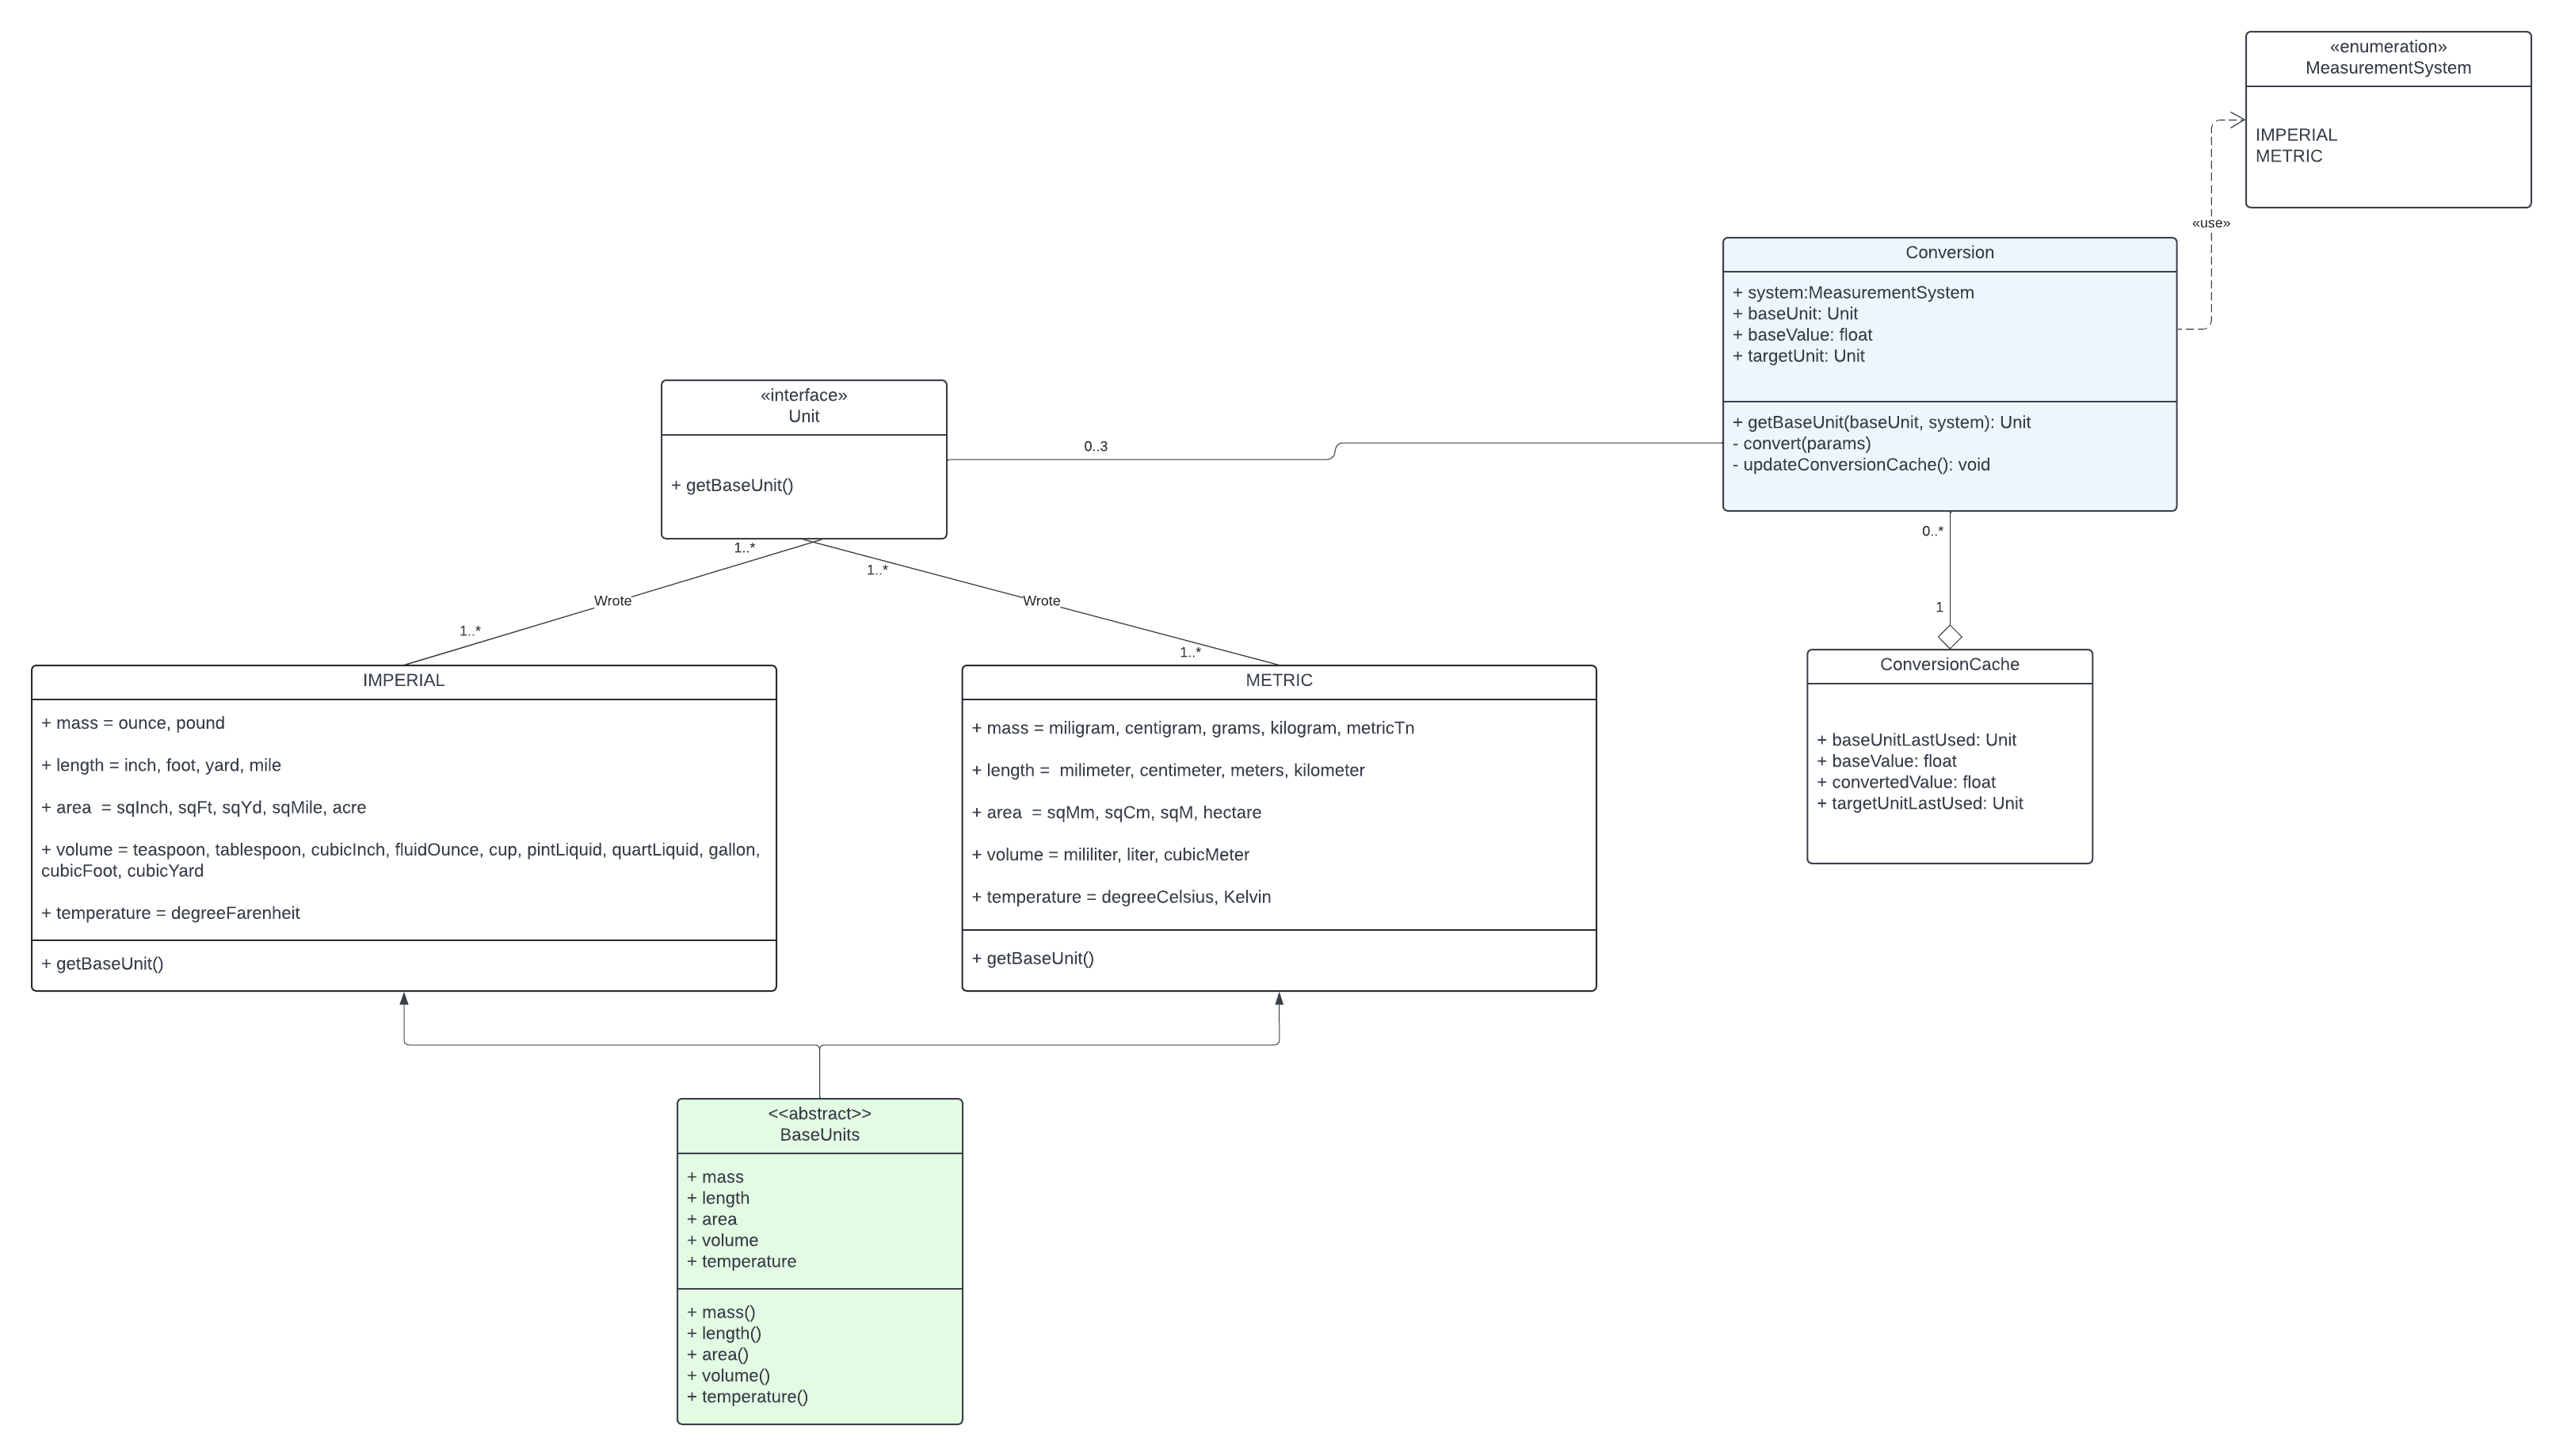 «enumeration»
MeasurementSystem
IMPERIAL
METRIC
«use»
Conversion
+ system:MeasurementSystem
+ baseUnit: Unit
+ baseValue: float
+ targetUnit: Unit
+ getBaseUnit(baseUnit, system): Unit
- convert(params)
- updateConversionCache(): void
«interface»
Unit
+ getBaseUnit()
0..3
0..*
1
1..*
1..*
Wrote
Wrote
1..*
1..*
IMPERIAL
+ mass = ounce, pound
+ length = inch, foot, yard, mile
+ area  = sqInch, sqFt, sqYd, sqMile, acre
+ volume = teaspoon, tablespoon, cubicInch, fluidOunce, cup, pintLiquid, quartLiquid, gallon,
cubicFoot, cubicYard
+ temperature = degreeFarenheit
+ getBaseUnit()
METRIC
+ mass = miligram, centigram, grams, kilogram, metricTn
+ length =  milimeter, centimeter, meters, kilometer
+ area  = sqMm, sqCm, sqM, hectare
+ volume = mililiter, liter, cubicMeter
+ temperature = degreeCelsius, Kelvin
+ getBaseUnit()
ConversionCache
+ baseUnitLastUsed: Unit
+ baseValue: float
+ convertedValue: float
+ targetUnitLastUsed: Unit
<<abstract>>
BaseUnits
+ mass
+ length
+ area
+ volume
+ temperature
+ mass()
+ length()
+ area()
+ volume()
+ temperature()